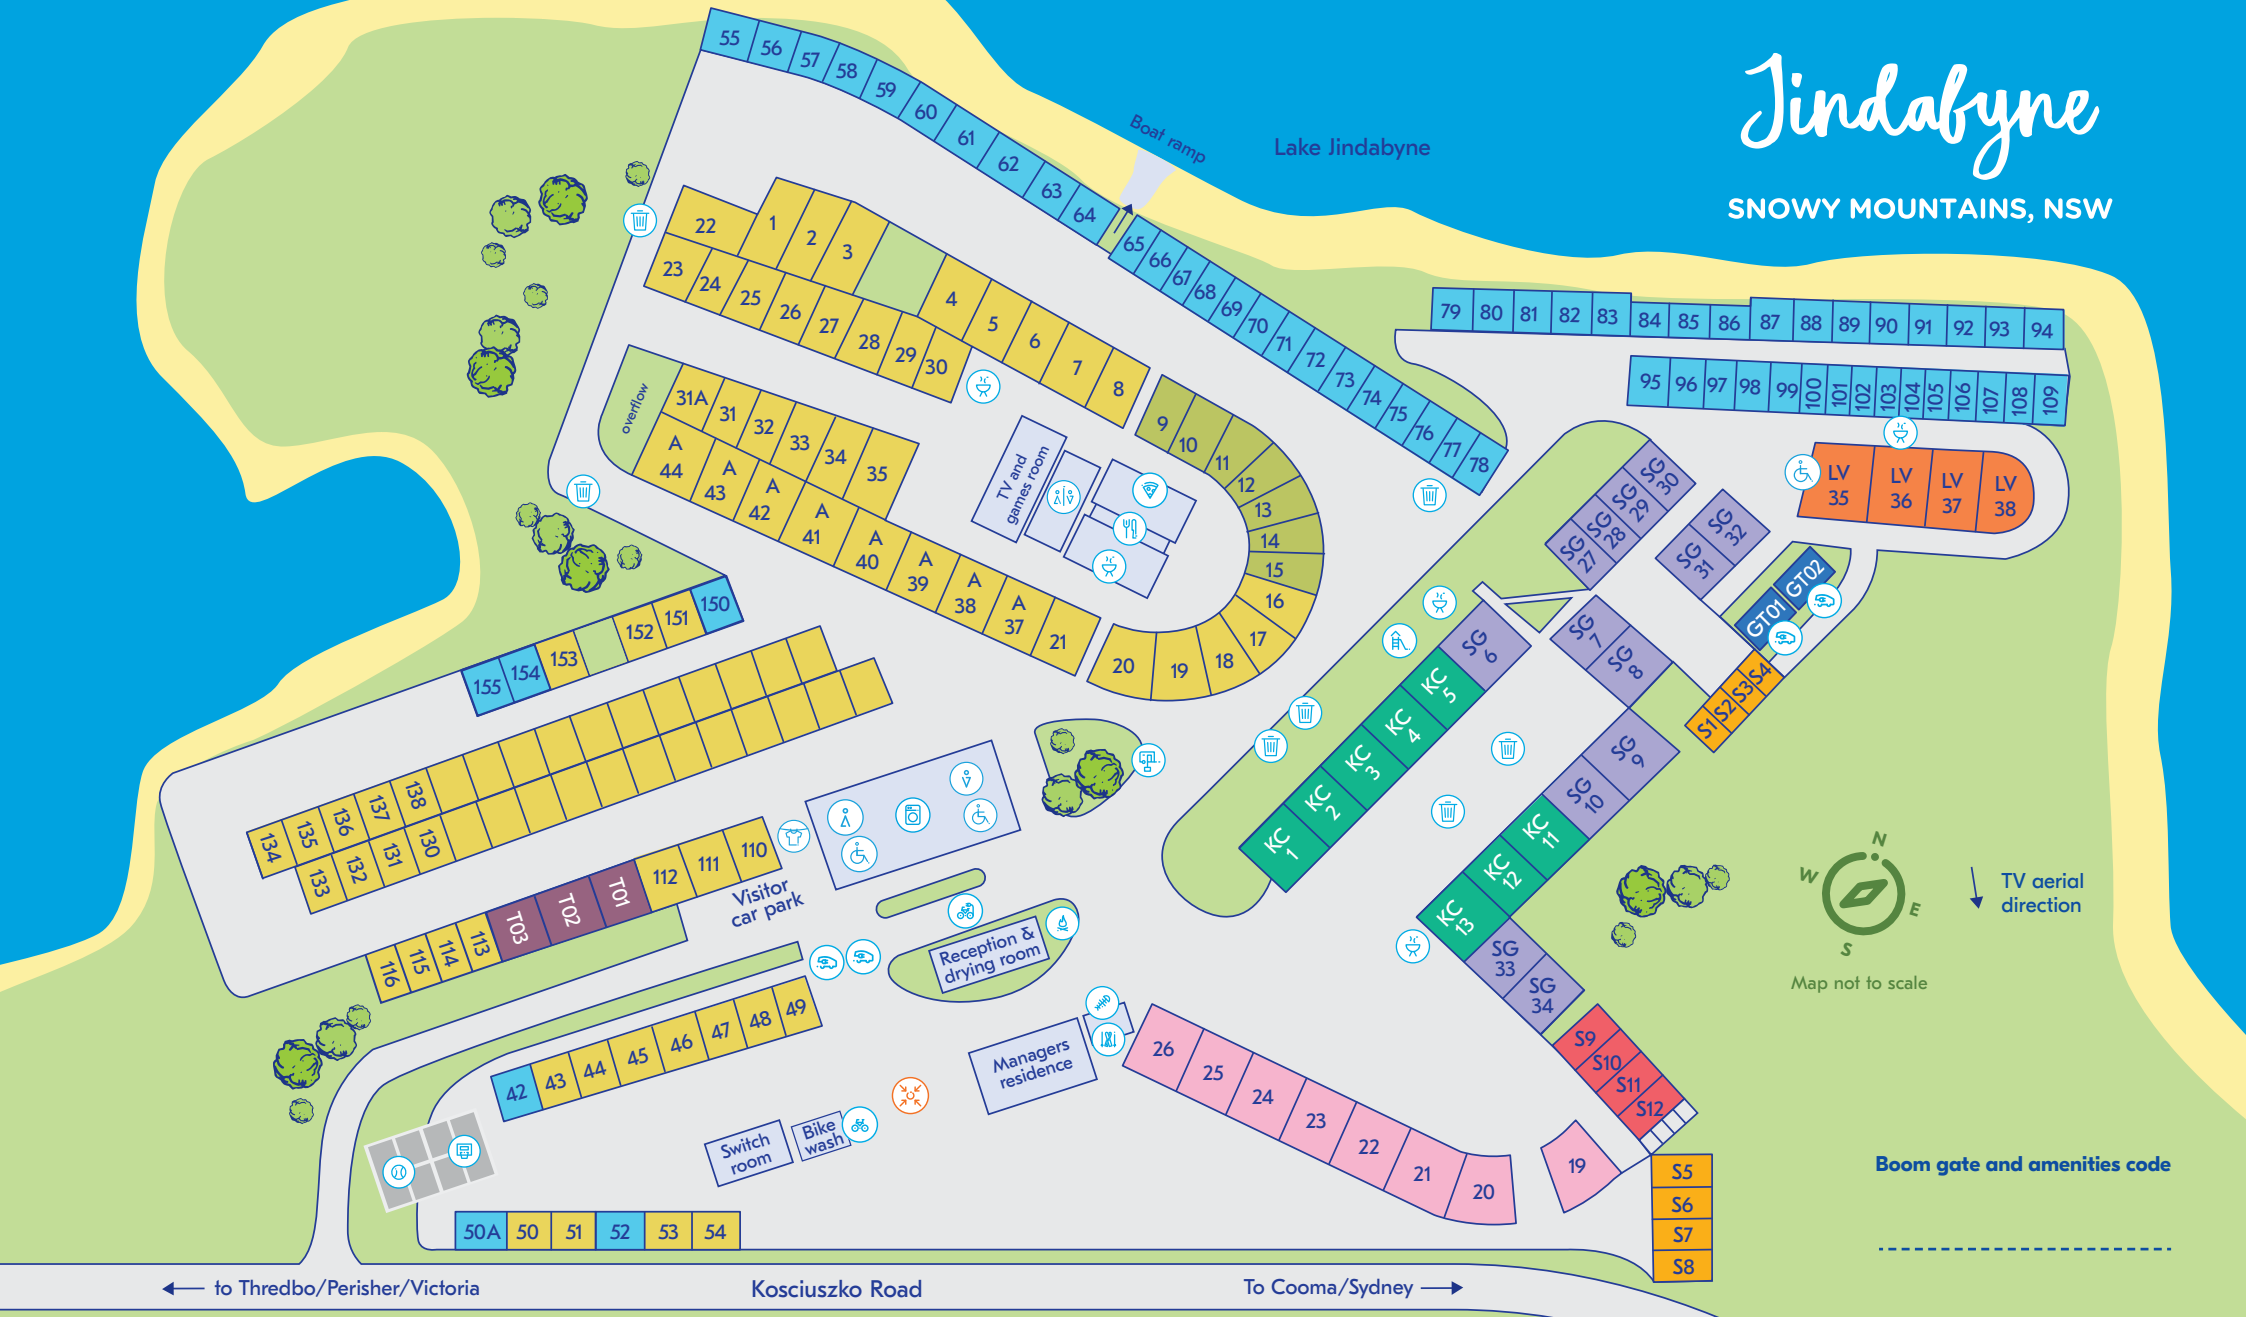 Jindabyne
SNOWY MOUNTAINS, NSW
Lake Jindabyne
Boat ramp
55
56
57
58
59
60
61
62
63
64
65
66
67
68
69
70
71
72
73
74
75
76
77
78
79
80
81
82
83
84
85
86
87
88
89
90
91
92
93
94
95
96
97
98
99
100
101
102
103
104
105
106
107
108
109
22
1
2
3
4
5
6
7
8
23
24
25
26
27
28
29
30
9
10
11
12
13
14
15
16
17
18
19
20
21
overflow
31A
31
32
33
34
35
A
44
A
43
A
42
A
41
A
40
A
39
A
38
A
37
TV and
games room
LV
35
LV
36
LV
37
LV
38
SG
27
SG
28
SG
29
SG
30
SG
31
SG
32
GT01
GT02
S1
S2
S3
S4
SG
6
SG
7
SG
8
SG
9
SG
10
KC
1
KC
2
KC
3
KC
4
KC
5
KC
11
KC
12
KC
13
SG
33
SG
34
155
154
153
152
151
150
134
135
136
137
138
133
132
131
130
116
115
114
113
T03
T02
T01
112
111
110
Visitor
car park
Reception &
drying room
Managers
residence
42
43
44
45
46
47
48
49
Switch
room
Bike
wash
50A
50
51
52
53
54
26
25
24
23
22
21
20
19
S9
S10
S11
S12
S5
S6
S7
S8
N
W
E
S
Map not to scale
TV aerial
direction
Boom gate and amenities code
to Thredbo/Perisher/Victoria
Kosciuszko Road
To Cooma/Sydney